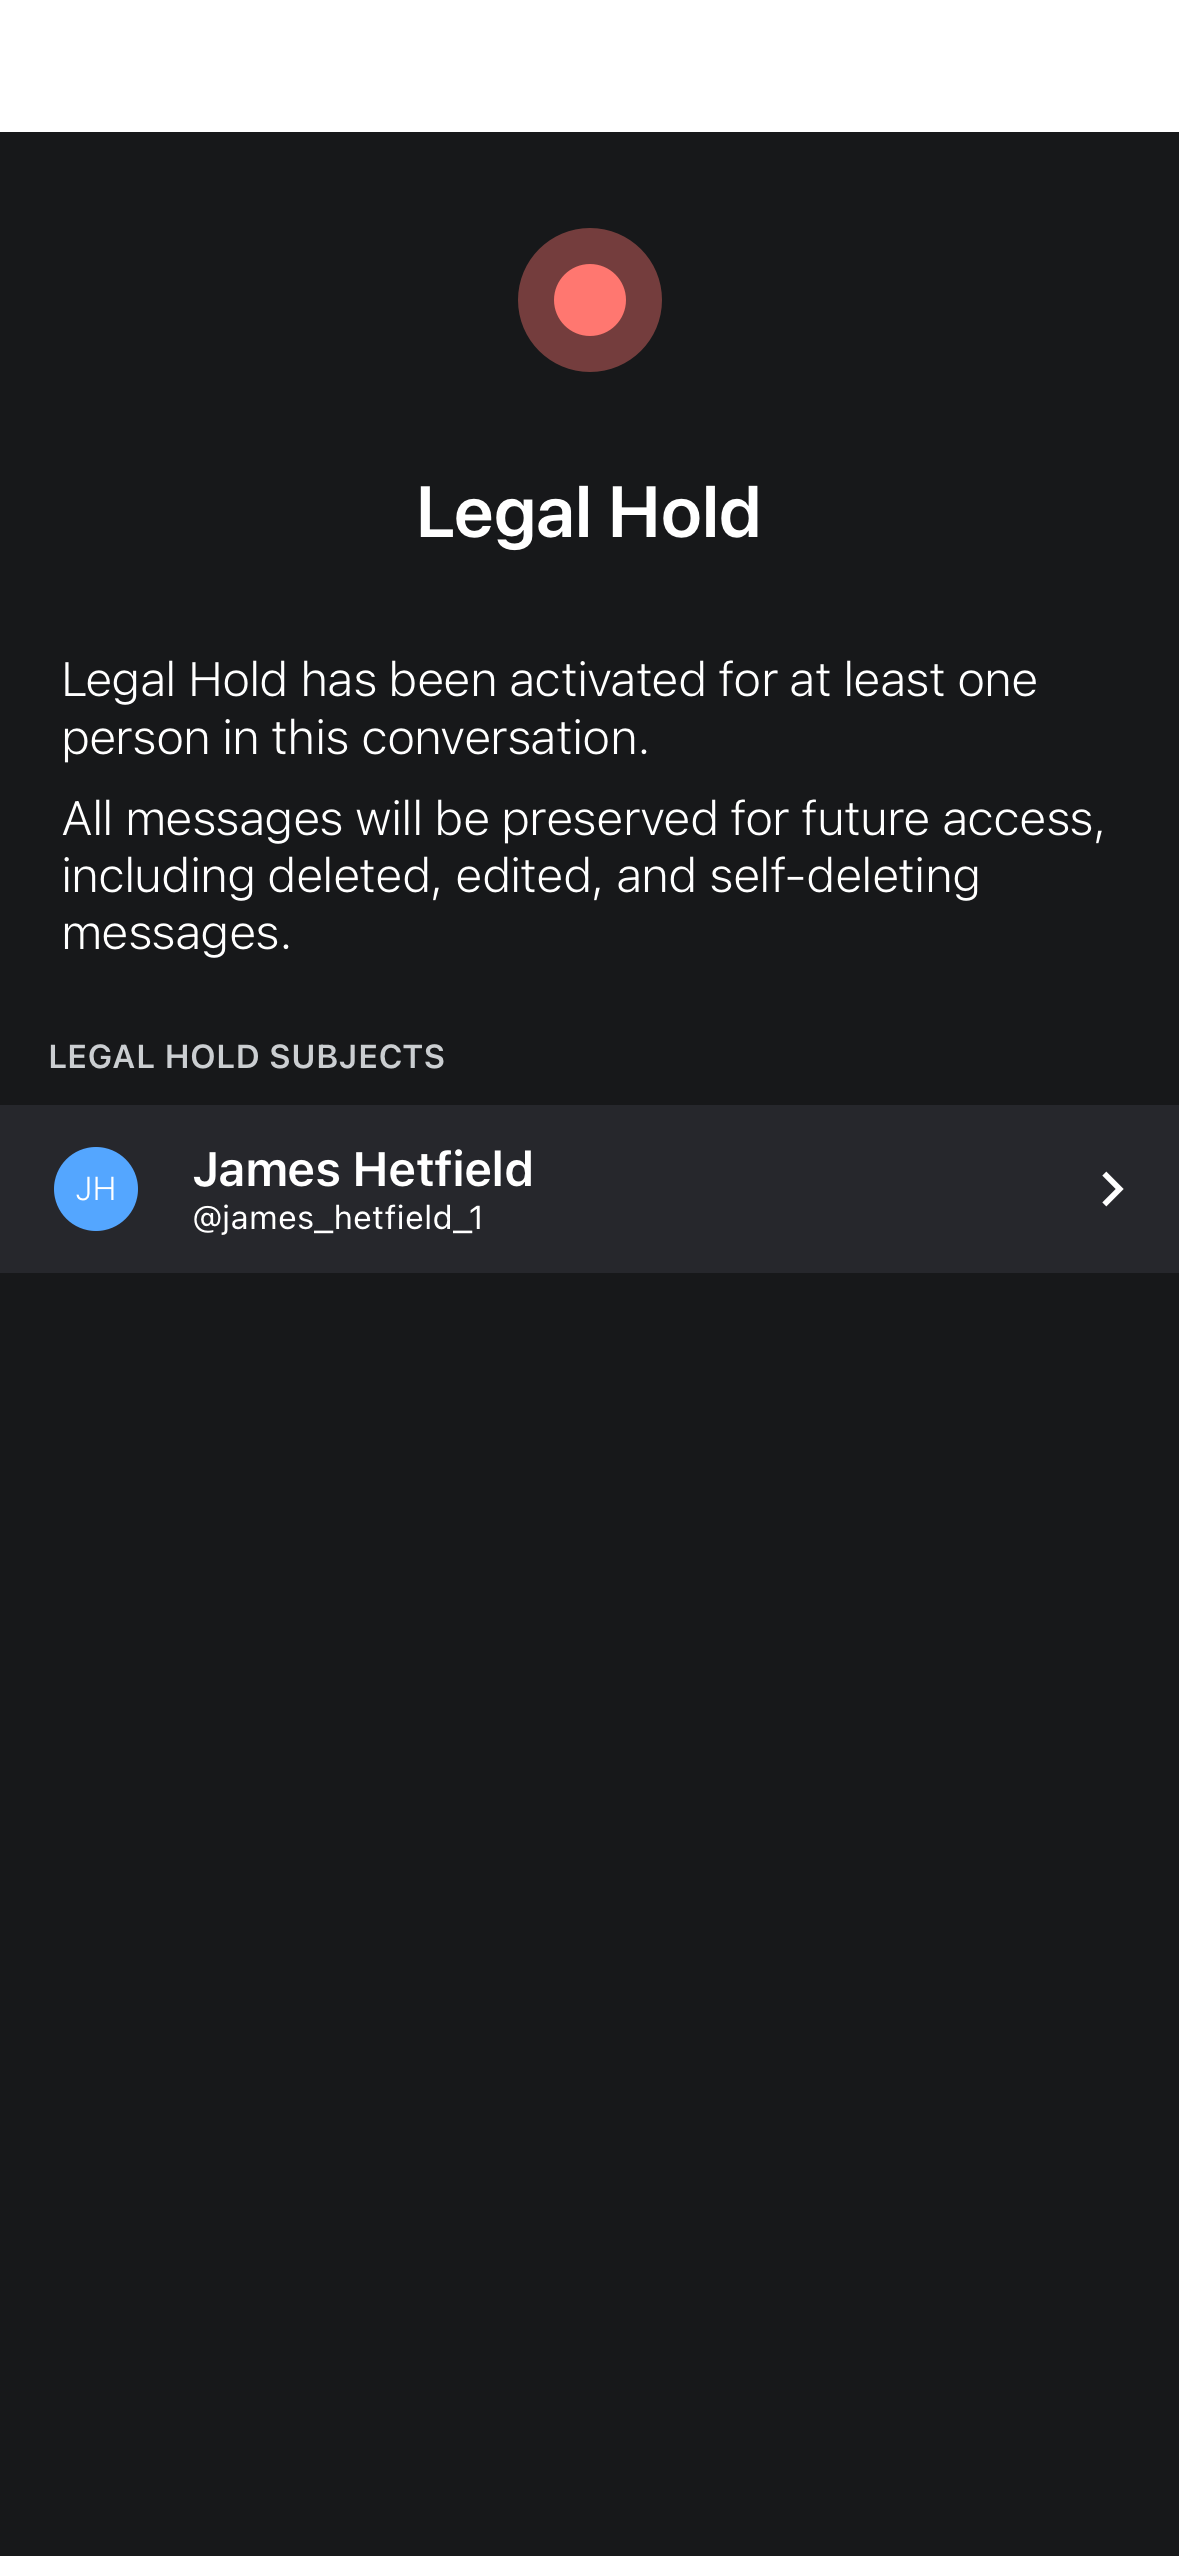 Legal Hold
Legal Hold has been activated for at least one
person in this conversation.
All messages will be preserved for future access,
including deleted, edited, and self-deleting
messages.
LEGAL HOLD SUBJECTS
JH
James Hetfield
@james_hetfield_1